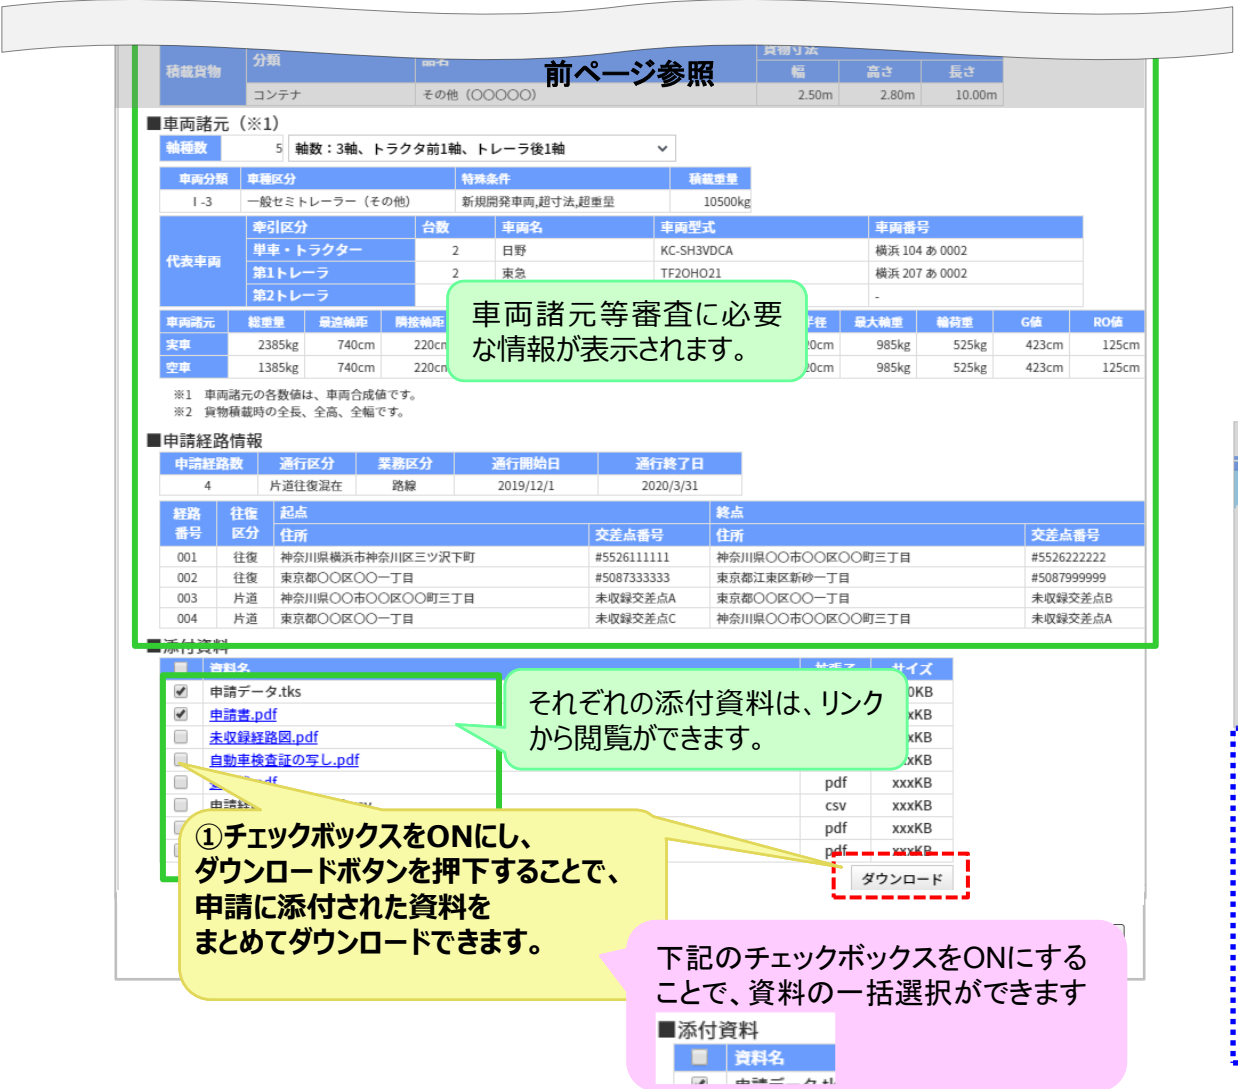 前ページ参照
積載貨物 分類 品名 貨物寸法
幅 高さ 長さ
コンテナ その他（〇〇〇〇〇） 2.50m 2.80m 10.00m
■車両諸元（※1）
軸種数 5 軸数：3軸、トラクタ前1軸、トレーラ後1軸
車両分類 車種区分 特殊条件 積載重量
Ⅰ-3 一般セミトレーラー（その他） 新規開発車両,超寸法,超重量 10500kg
代表車両 牽引区分 台数 車両名 車両型式 車両番号
単車・トラクター 2 日野 KC-SH3VDCA 横浜 104 あ 0002
第1トレーラ 2 東急 TF2OHO21 横浜 207 あ 0002
第2トレーラ -
車両諸元等審査に必要
な情報が表示されます。
車両諸元 総重量 最遠軸距 隣接軸距 最大軸重 輪荷重 G値 RO値
実車 2385kg 740cm 220cm 985kg 525kg 423cm 125cm
空車 1385kg 740cm 220cm 985kg 525kg 423cm 125cm
※1 車両諸元の各数値は、車両合成値です。
※2 貨物積載時の全長、全高、全幅です。
■申請経路情報
申請経路数 通行区分 業務区分 通行開始日 通行終了日
4 片道往復混在 路線 2019/12/1 2020/3/31
経路番号 往復区分 起点 終点
住所 交差点番号 住所 交差点番号
001 往復 神奈川県横浜市神奈川区三ツ沢下町 #5526111111 神奈川県〇〇市〇〇区〇〇町三丁目 #5526222222
002 往復 東京都〇〇区〇〇一丁目 #5087333333 東京都江東区新砂一丁目 #5087999999
003 片道 神奈川県〇〇市〇〇区〇〇町三丁目 未収録交差点A 東京都〇〇区〇〇一丁目 未収録交差点B
004 片道 東京都〇〇区〇〇一丁目 未収録交差点C 神奈川県〇〇市〇〇区〇〇町三丁目 未収録交差点A
■添付資料
資料名 拡張子 サイズ
申請データ.tks 0KB
申請書.pdf xKB
未収録経路図.pdf xKB
自動車検査証の写し.pdf xKB
pdf xxxKB
csv xxxKB
pdf xxxKB
pdf xxxKB
それぞれの添付資料は、リンク
から閲覧ができます。
①チェックボックスをONにし、
ダウンロードボタンを押下することで、
申請に添付された資料を
まとめてダウンロードできます。
ダウンロード
下記のチェックボックスをONにする
ことで、資料の一括選択ができます
■添付資料
資料名